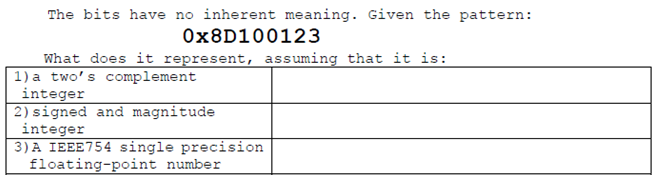 The bits have no inherent meaning. Given the pattern:
0x8D100123
What does it represent, assuming that it is:
1)a two's complement
integer
2)signed and magnitude
integer
3)A IEEE754 single precision
floating-point number